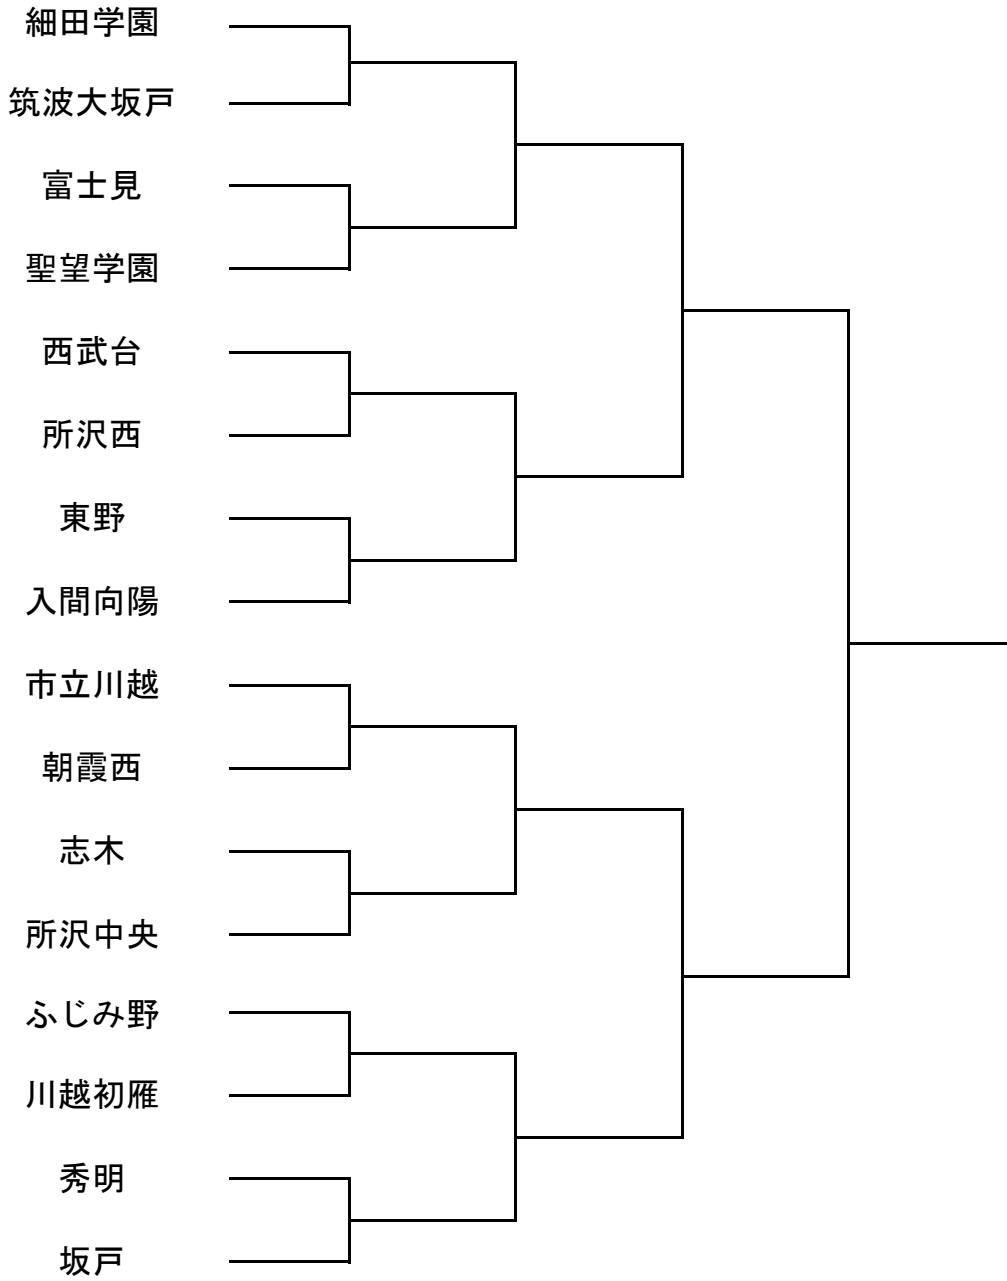 細田学園
筑波大坂戸
富士見
聖望学園
西武台
所沢西
東野
入間向陽
市立川越
朝霞西
志木
所沢中央
ふじみ野
川越初雁
秀明
坂戸